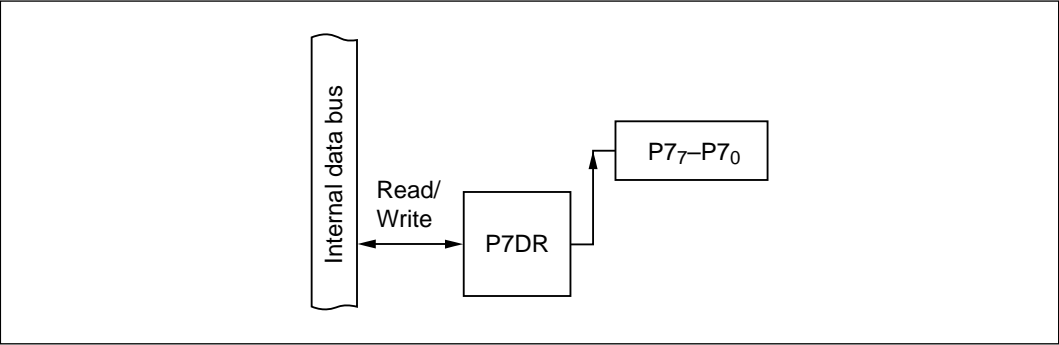 Internal data bus
Read/
Write
P7DR
P7₇–P7₀